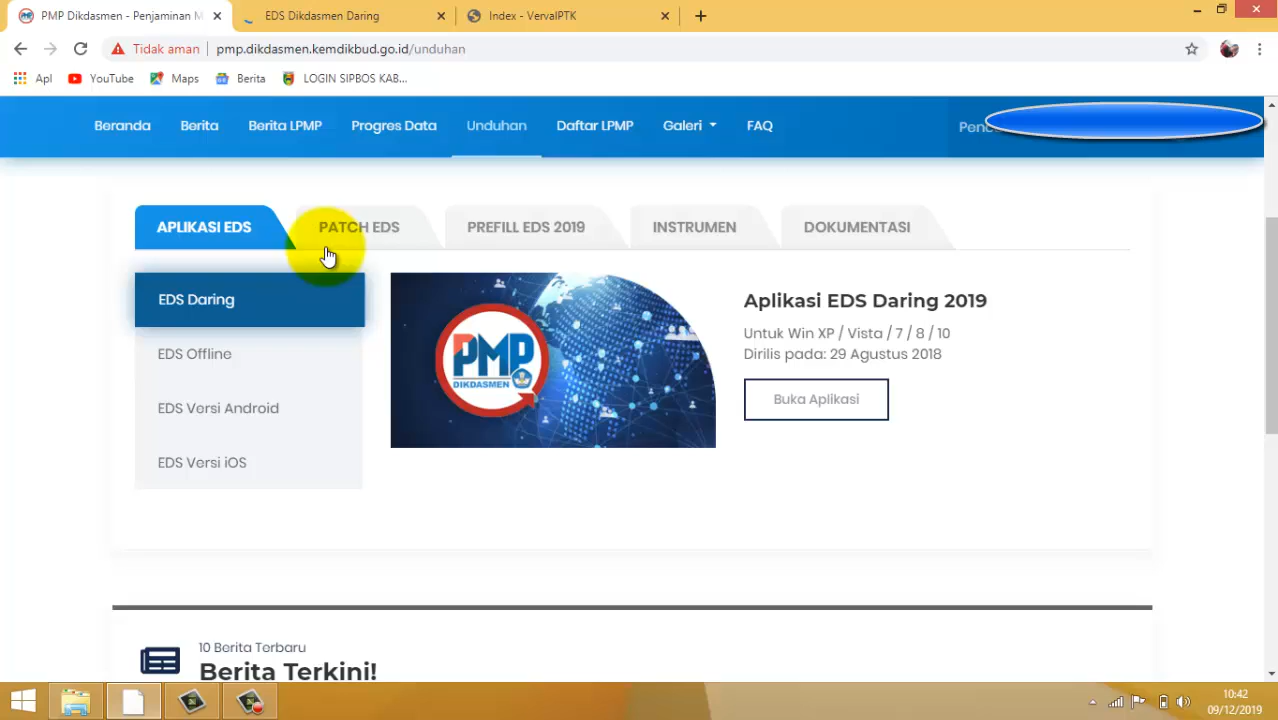 PMP Dikdasmen - Penjaminan M
EDS Dikdasmen Daring
Index - VervalPTK
Tidak aman
pmp.dikdasmen.kemdikbud.go.id/unduhan
Apl
YouTube
Maps
Berita
LOGIN SIPBOS KAB...
Beranda
Berita
Berita LPMP
Progres Data
Unduhan
Daftar LPMP
Galeri
FAQ
APLIKASI EDS
PATCH EDS
PREFILL EDS 2019
INSTRUMEN
DOKUMENTASI
EDS Daring
EDS Offline
EDS Versi Android
EDS Versi iOS
PMP
DIKDASMEN
Aplikasi EDS Daring 2019
Untuk Win XP / Vista / 7 / 8 / 10
Dirilis pada: 29 Agustus 2018
Buka Aplikasi
10 Berita Terbaru
Berita Terkini!
10:42
09/12/2019